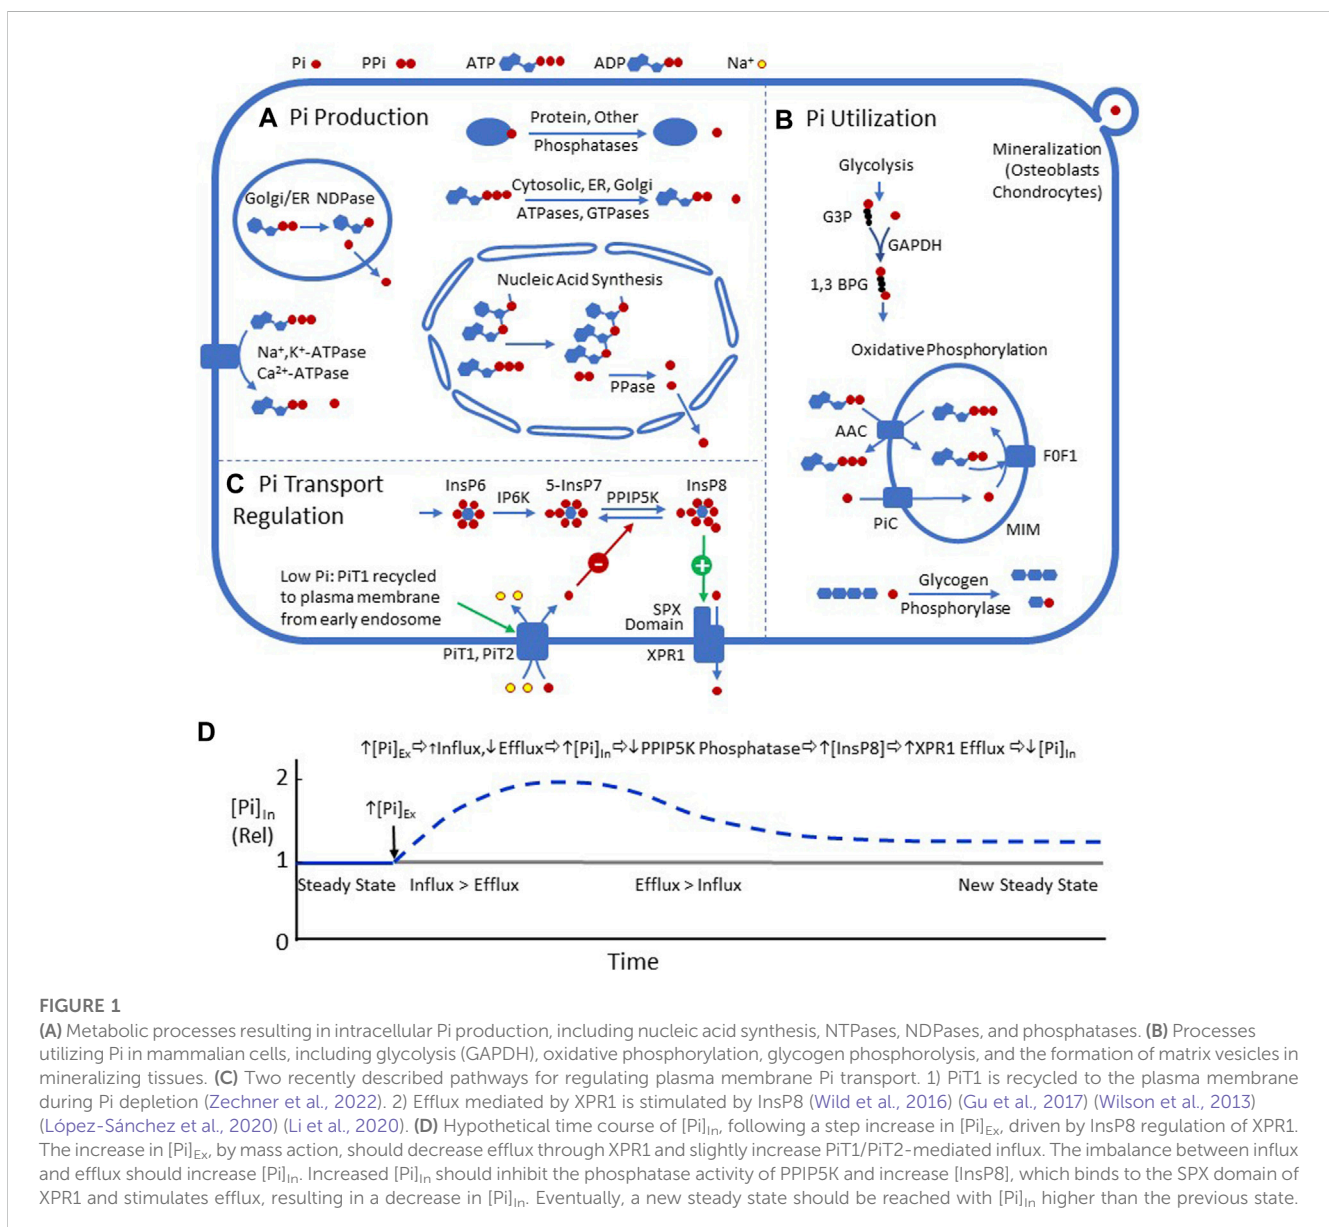 Pi PPi ATP ADP Na⁺
A Pi Production
Protein, Other
Phosphatases
Golgi/ER NDPase
Cytosolic, ER, Golgi
ATPases, GTPases
Nucleic Acid Synthesis
PPase
Na⁺,K⁺-ATPase
Ca²⁺-ATPase
B Pi Utilization
Mineralization
(Osteoblasts
Chondrocytes)
Glycolysis
G3P
GAPDH
1,3 BPG
Oxidative Phosphorylation
AAC
F0F1
PiC
MIM
Glycogen
Phosphorylase
C Pi Transport
Regulation
InsP6 IP6K 5-InsP7 PPIP5K InsP8
-
+
Low Pi: PiT1 recycled
to plasma membrane
from early endosome
SPX
Domain
PiT1, PiT2
XPR1
D
↑[Pi]Ex⇨↑Influx,↓Efflux⇨↑[Pi]In⇨↓PPIP5K Phosphatase⇨↑[InsP8]⇨↑XPR1 Efflux ⇨↓[Pi]In
2
[Pi]In
(Rel)
↑[Pi]Ex
1
Steady State Influx > Efflux Efflux > Influx New Steady State
0
Time
FIGURE 1
(A) Metabolic processes resulting in intracellular Pi production, including nucleic acid synthesis, NTPases, NDPases, and phosphatases. (B) Processes
utilizing Pi in mammalian cells, including glycolysis (GAPDH), oxidative phosphorylation, glycogen phosphorolysis, and the formation of matrix vesicles in
mineralizing tissues. (C) Two recently described pathways for regulating plasma membrane Pi transport. 1) PiT1 is recycled to the plasma membrane
during Pi depletion (Zechner et al., 2022). 2) Efflux mediated by XPR1 is stimulated by InsP8 (Wild et al., 2016) (Gu et al., 2017) (Wilson et al., 2013)
(López-Sánchez et al., 2020) (Li et al., 2020). (D) Hypothetical time course of [Pi]In, following a step increase in [Pi]Ex, driven by InsP8 regulation of XPR1.
The increase in [Pi]Ex, by mass action, should decrease efflux through XPR1 and slightly increase PiT1/PiT2-mediated influx. The imbalance between influx
and efflux should increase [Pi]In. Increased [Pi]In should inhibit the phosphatase activity of PPIP5K and increase [InsP8], which binds to the SPX domain of
XPR1 and stimulates efflux, resulting in a decrease in [Pi]In. Eventually, a new steady state should be reached with [Pi]In higher than the previous state.